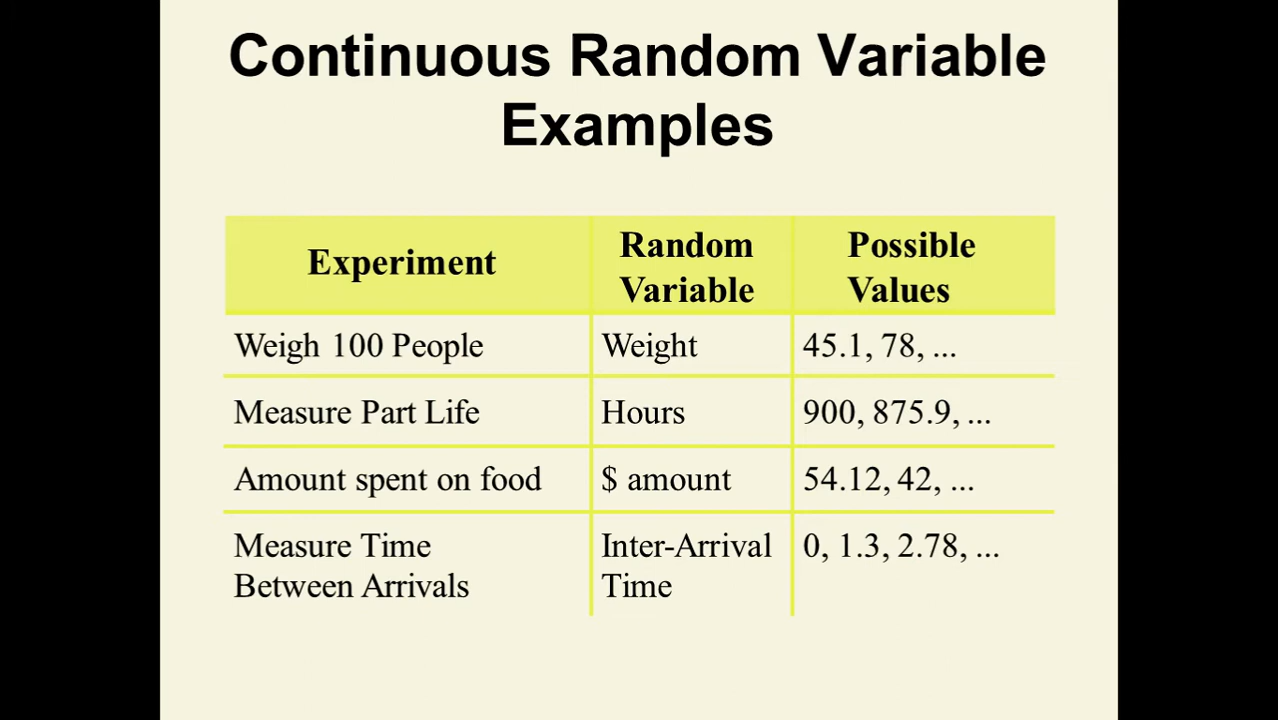 Continuous Random Variable
Examples
Experiment
Random
Variable
Possible
Values
Weigh 100 People
Weight
45.1, 78, ...
Measure Part Life
Hours
900, 875.9, ...
Amount spent on food
$ amount
54.12, 42, ...
Measure Time
Between Arrivals
Inter-Arrival
Time
0, 1.3, 2.78, ...